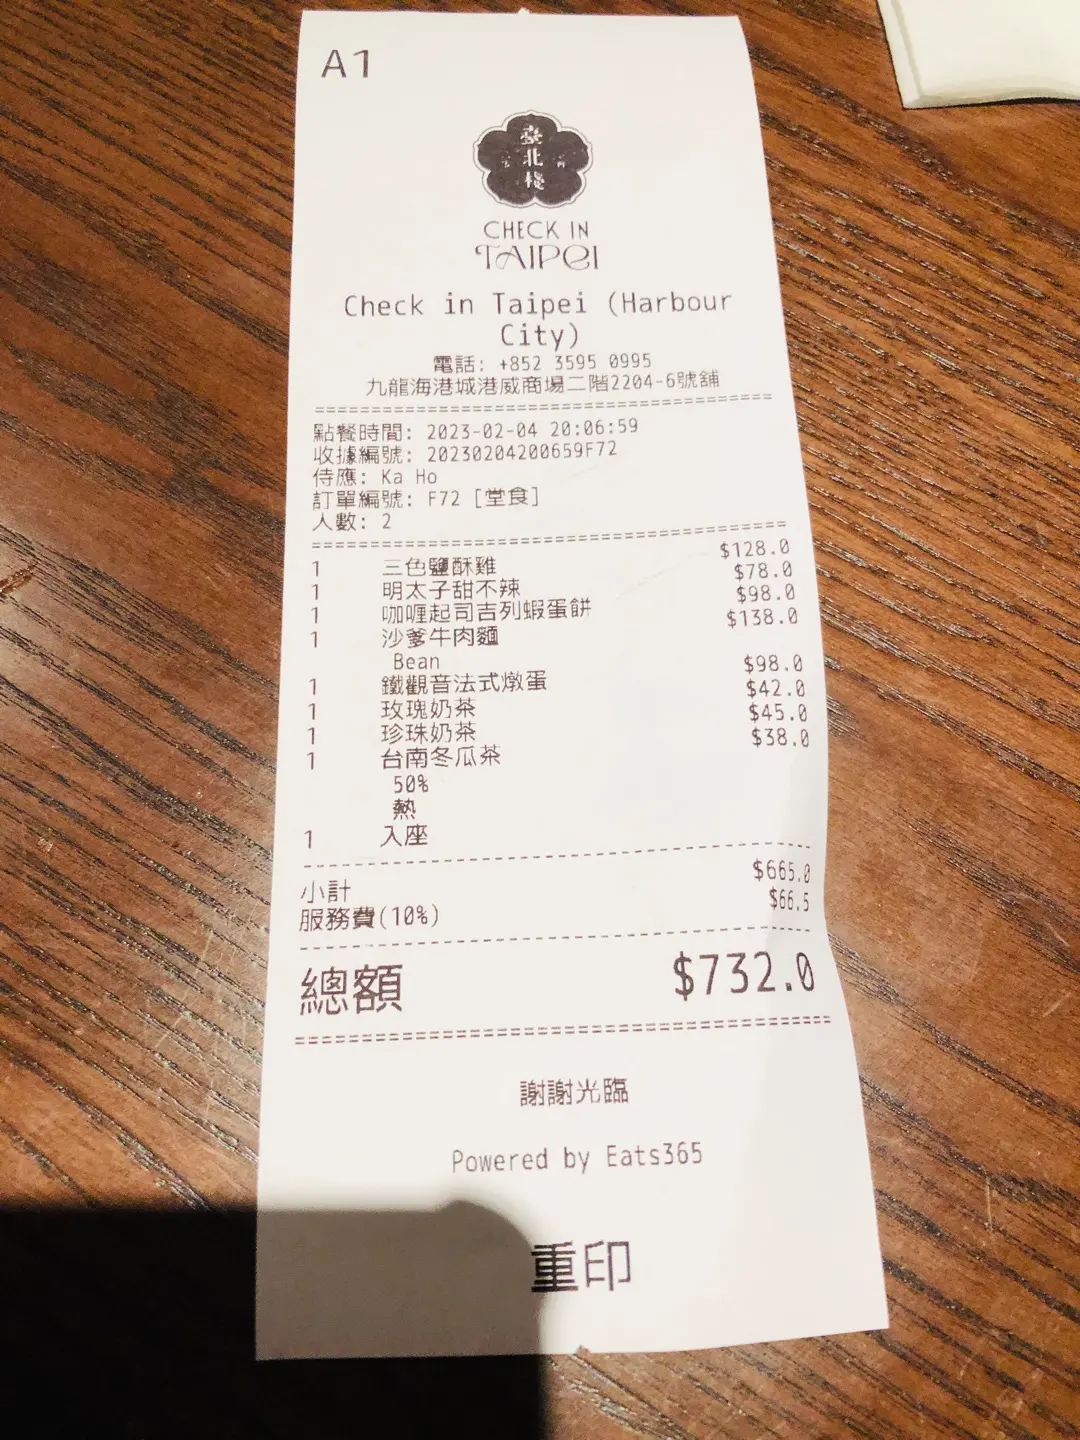 A1
臺北棧
CHECK IN
TAIPEI
Check in Taipei (Harbour
City)
電話: +852 3595 0995
九龍海港城港威商場二階2204-6號舖
點餐時間: 2023-02-04 20:06:59
收據編號: 20230204200659F72
侍應: Ka Ho
訂單編號: F72 [堂食]
人數: 2
1 三色鹽酥雞 $128.0
1 明太子甜不辣 $78.0
1 咖喱起司吉列蝦蛋餅 $98.0
1 沙爹牛肉麵 $138.0
Bean
1 鐵觀音法式燉蛋 $98.0
1 玫瑰奶茶 $42.0
1 珍珠奶茶 $45.0
1 台南冬瓜茶 $38.0
50%
熱
1 入座
小計 $665.0
服務費(10%) $66.5
總額 $732.0
謝謝光臨
Powered by Eats365
重印